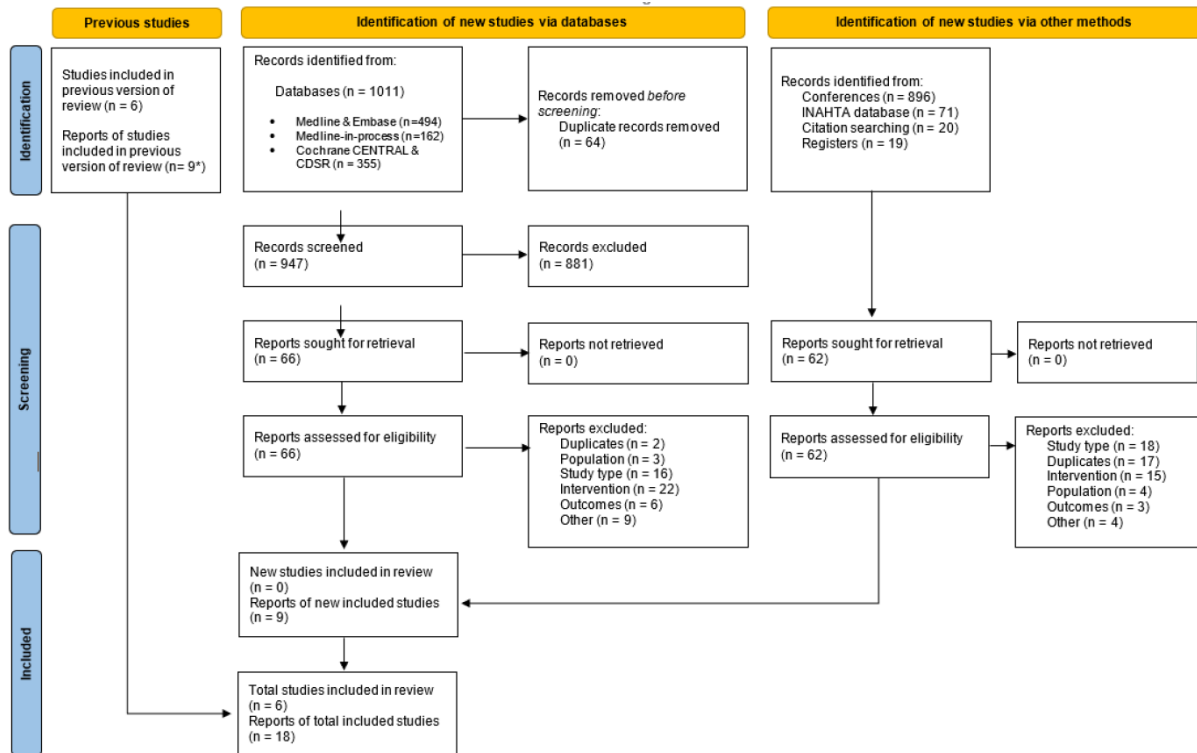 Previous studies
Identification of new studies via databases
Identification of new studies via other methods
Identification
Studies included in
previous version of
review (n = 6)
Reports of studies
included in previous
version of review (n= 9*)
Records identified from:
Databases (n = 1011)
• Medline & Embase (n=494)
• Medline-in-process (n=162)
• Cochrane CENTRAL &
CDSR (n = 355)
Records removed before
screening:
Duplicate records removed
(n = 64)
Records identified from:
Conferences (n = 896)
INAHTA database (n = 71)
Citation searching (n = 20)
Registers (n = 19)
Screening
Records screened
(n = 947)
Records excluded
(n = 881)
Reports sought for retrieval
(n = 66)
Reports not retrieved
(n = 0)
Reports sought for retrieval
(n = 62)
Reports not retrieved
(n = 0)
Reports assessed for eligibility
(n = 66)
Reports excluded:
Duplicates (n = 2)
Population (n = 3)
Study type (n = 16)
Intervention (n = 22)
Outcomes (n = 6)
Other (n = 9)
Reports assessed for eligibility
(n = 62)
Reports excluded:
Study type (n = 18)
Duplicates (n = 17)
Intervention (n = 15)
Population (n = 4)
Outcomes (n = 3)
Other (n = 4)
Included
New studies included in review
(n = 0)
Reports of new included studies
(n = 9)
Total studies included in review
(n = 6)
Reports of total included studies
(n = 18)